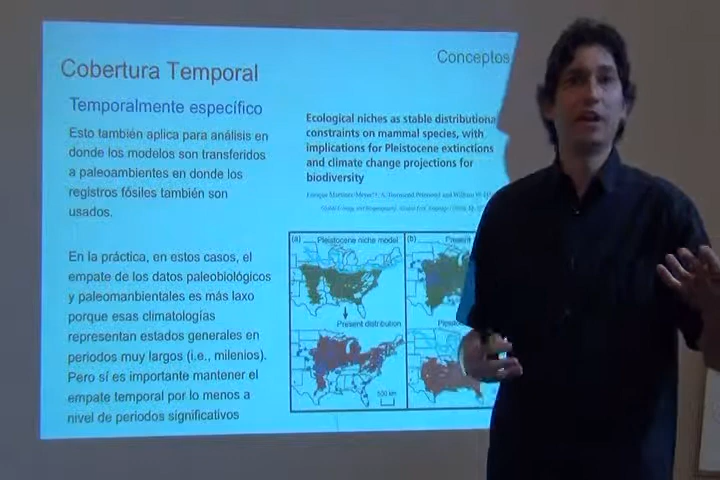 Conceptos
Cobertura Temporal
Temporalmente específico
Esto también aplica para análisis en
donde los modelos son transferidos
a paleoambientes en donde los
registros fósiles también son
usados.
En la práctica, en estos casos, el
empate de los datos paleobiológicos
y paleomanbientales es más laxo
porque esas climatologías
representan estados generales en
periodos muy largos (i.e., milenios).
Pero sí es importante mantener el
empate temporal por lo menos a
nivel de periodos significativos
Ecological niches as stable distributiona
constraints on mammal species, with
implications for Pleistocene extinctions
and climate change projections for
biodiversity
(a) Pleistocene niche model
(b) Present
Present distribution
500 km